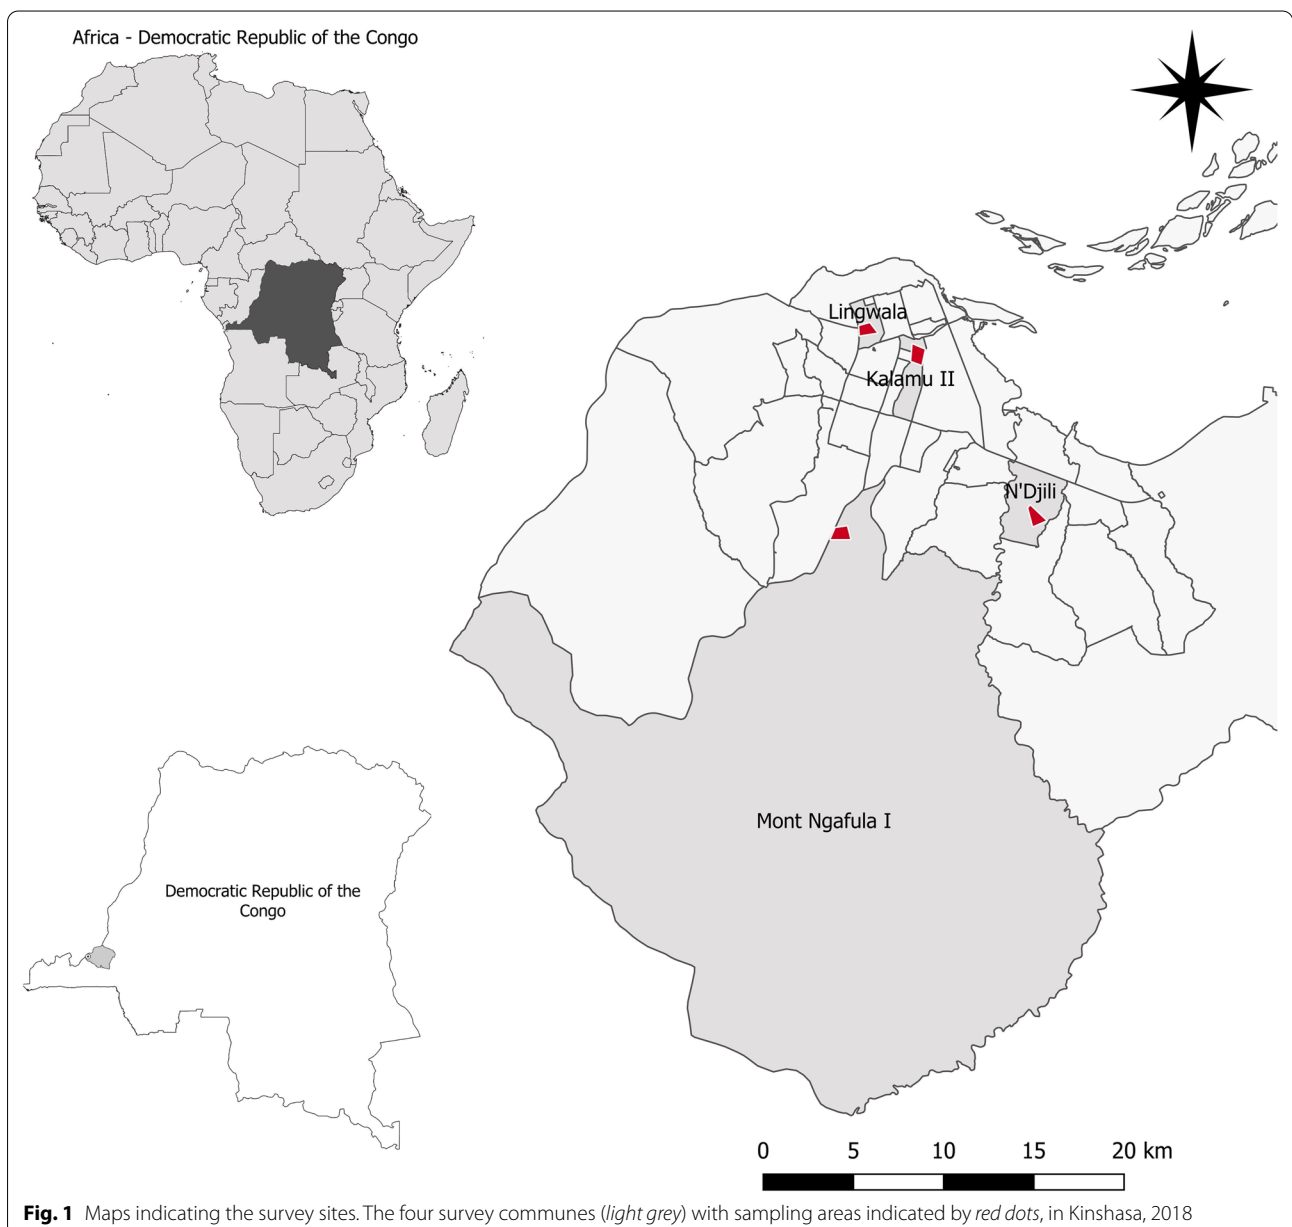 Africa - Democratic Republic of the Congo
Lingwala
Kalamu II
N'Djili
Mont Ngafula I
Democratic Republic of the
Congo
0 5 10 15 20 km
Fig. 1 Maps indicating the survey sites. The four survey communes (light grey) with sampling areas indicated by red dots, in Kinshasa, 2018